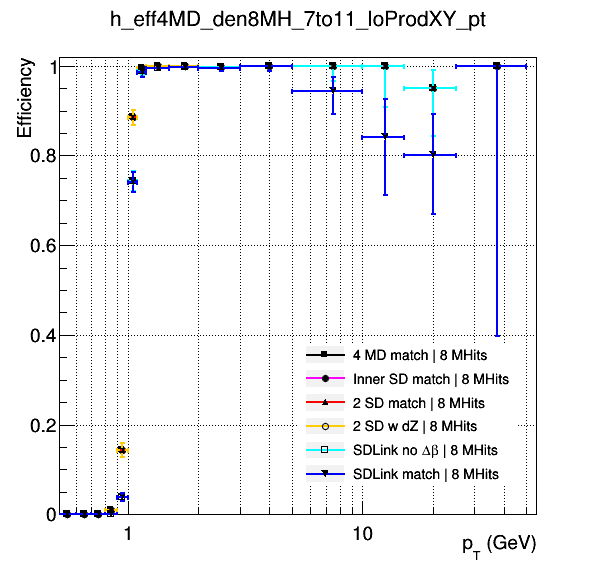 h_eff4MD_den8MH_7to11_loProdXY_pt
Efficiency
1
0.8
0.6
0.4
0.2
0
4 MD match | 8 MHits
Inner SD match | 8 MHits
2 SD match | 8 MHits
2 SD w dZ | 8 MHits
SDLink no Δβ | 8 MHits
SDLink match | 8 MHits
1 10
p_T (GeV)